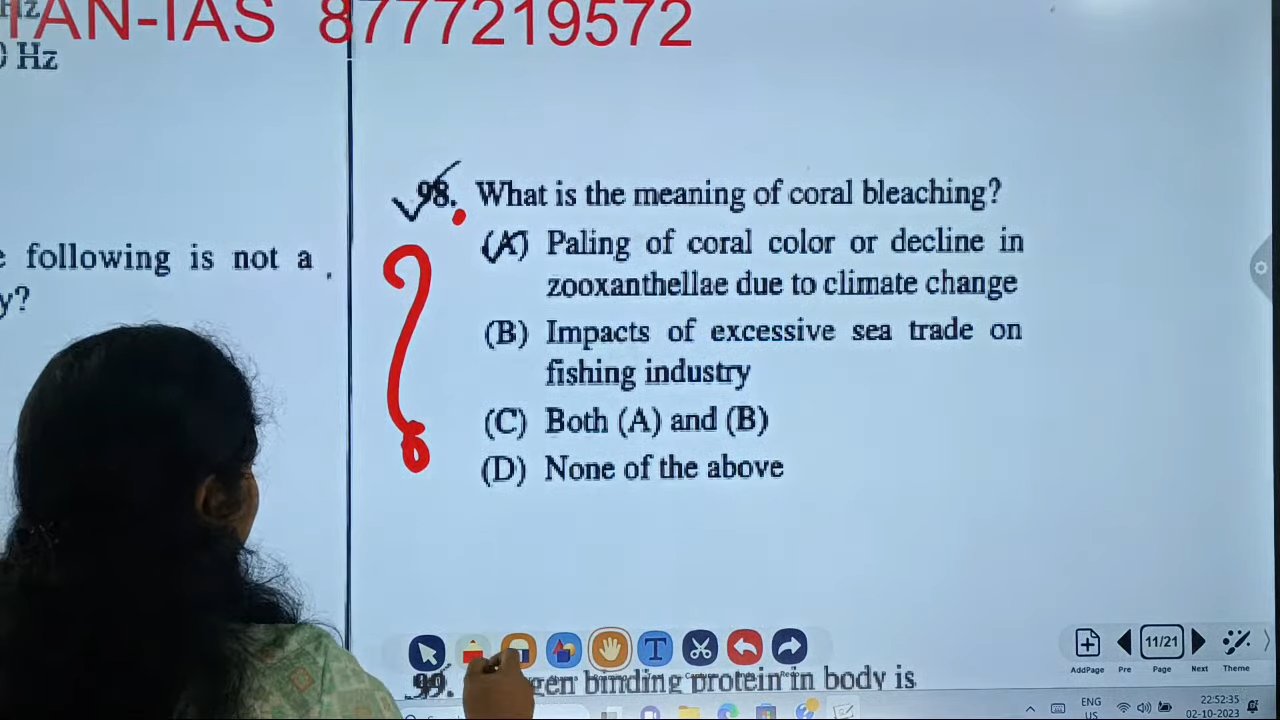 Hz
TAN-IAS 8777219572
0 Hz
following is not a
y?
98. What is the meaning of coral bleaching?
(A) Paling of coral color or decline in
zooxanthellae due to climate change
(B) Impacts of excessive sea trade on
fishing industry
(C) Both (A) and (B)
(D) None of the above
99. gen binding protein in body is
AddPage
Pre
11/21
Page
Next
Theme
ENG
US
22:52:35
02-10-2023